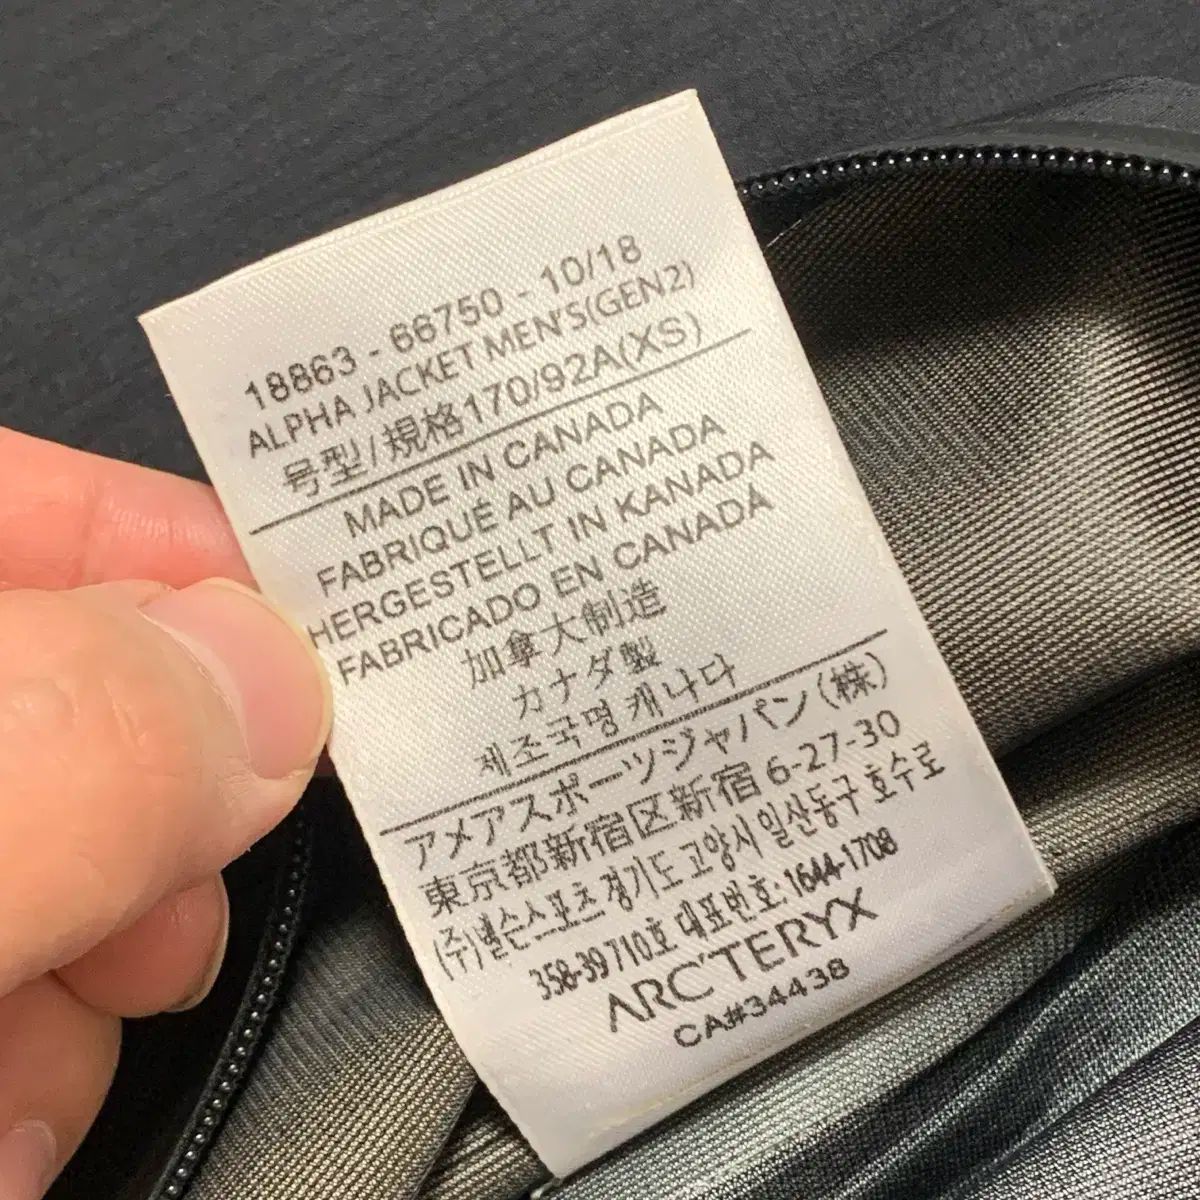 18863 - 66750 - 10/18
ALPHA JACKET MEN'S(GEN2)
号型/規格170/92A(XS)
MADE IN CANADA
FABRIQUÉ AU CANADA
HERGESTELLT IN KANADA
FABRICADO EN CANADA
加拿大制造
カナダ製
제조국명 캐나다
アメアスポーツジャパン(株)
東京都新宿区新宿 6-27-30
(주)넬슨스포츠 경기도 고양시 일산동구 호수로
358-39 710호 대표번호: 1644-1708
ARC'TERYX
CA#34438